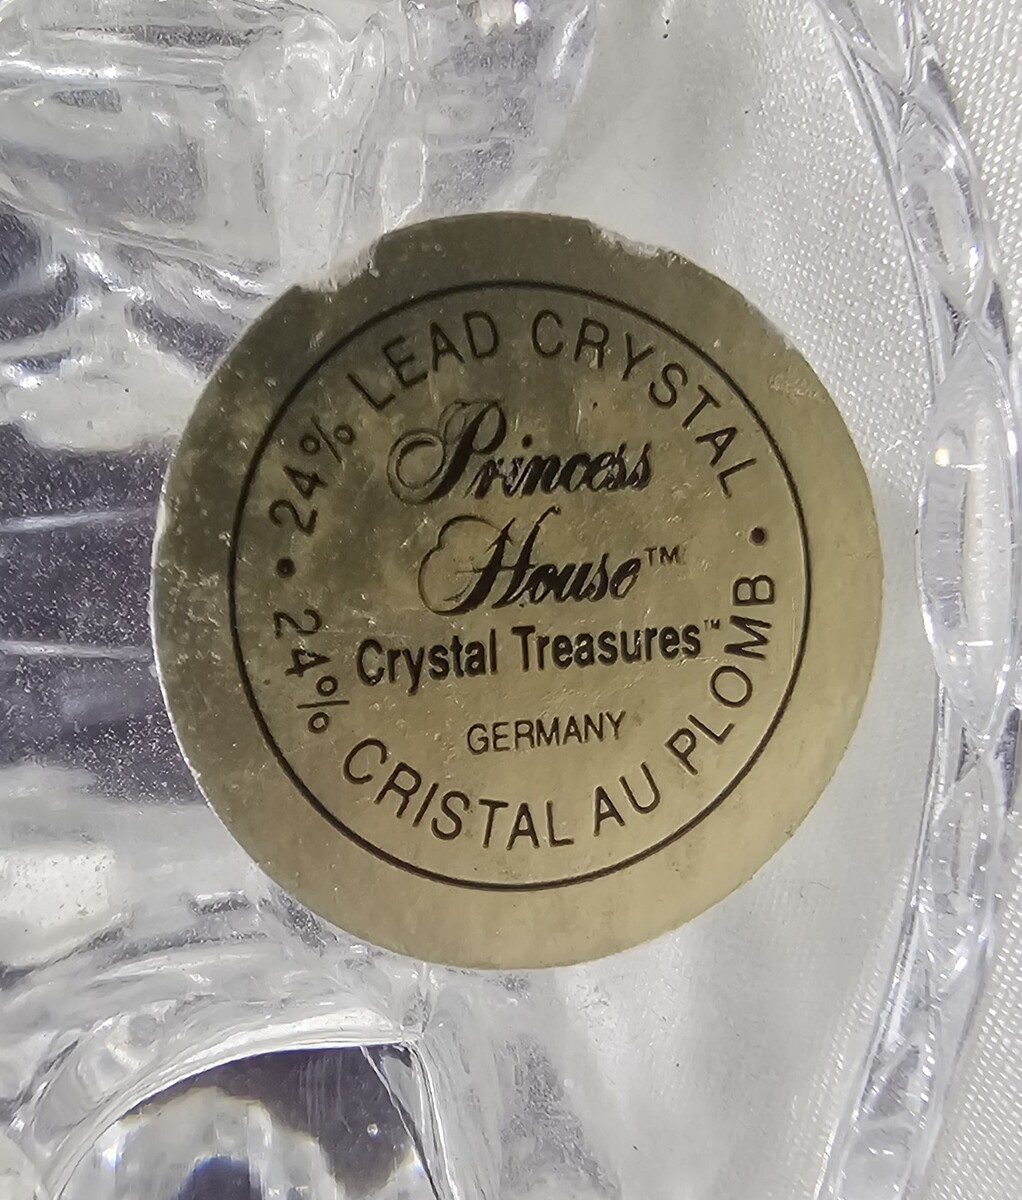 24% LEAD CRYSTAL
Princess
House™
Crystal Treasures™
GERMANY
24% CRISTAL AU PLOMB